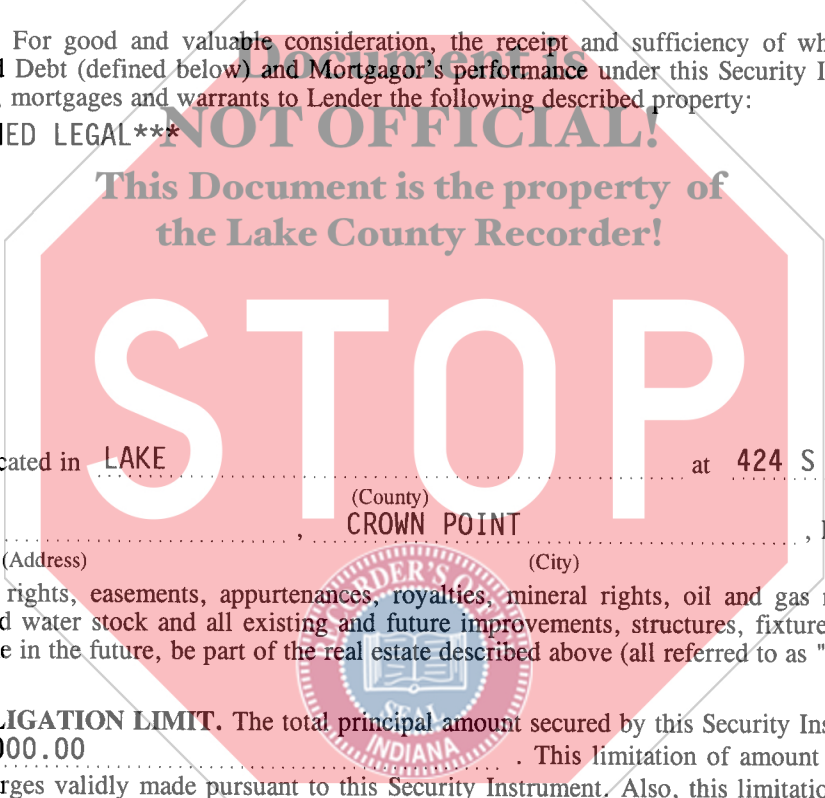 For good and valuable consideration, the receipt and sufficiency of wh
Document is
Debt (defined below) and Mortgagor's performance under this Security I
, mortgages and warrants to Lender the following described property:
NOT OFFICIAL!
ED LEGAL***
This Document is the property of
the Lake County Recorder!
STOP
cated in LAKE at 424 S
(County)
, CROWN POINT ,
(Address) (City)
rights, easements, appurtenances, royalties, mineral rights, oil and gas
d water stock and all existing and future improvements, structures, fixture
e in the future, be part of the real estate described above (all referred to as "
LIGATION LIMIT. The total principal amount secured by this Security Ins
000.00 . This limitation of amount
rges validly made pursuant to this Security Instrument. Also, this limitatio
SEAL
INDIANA